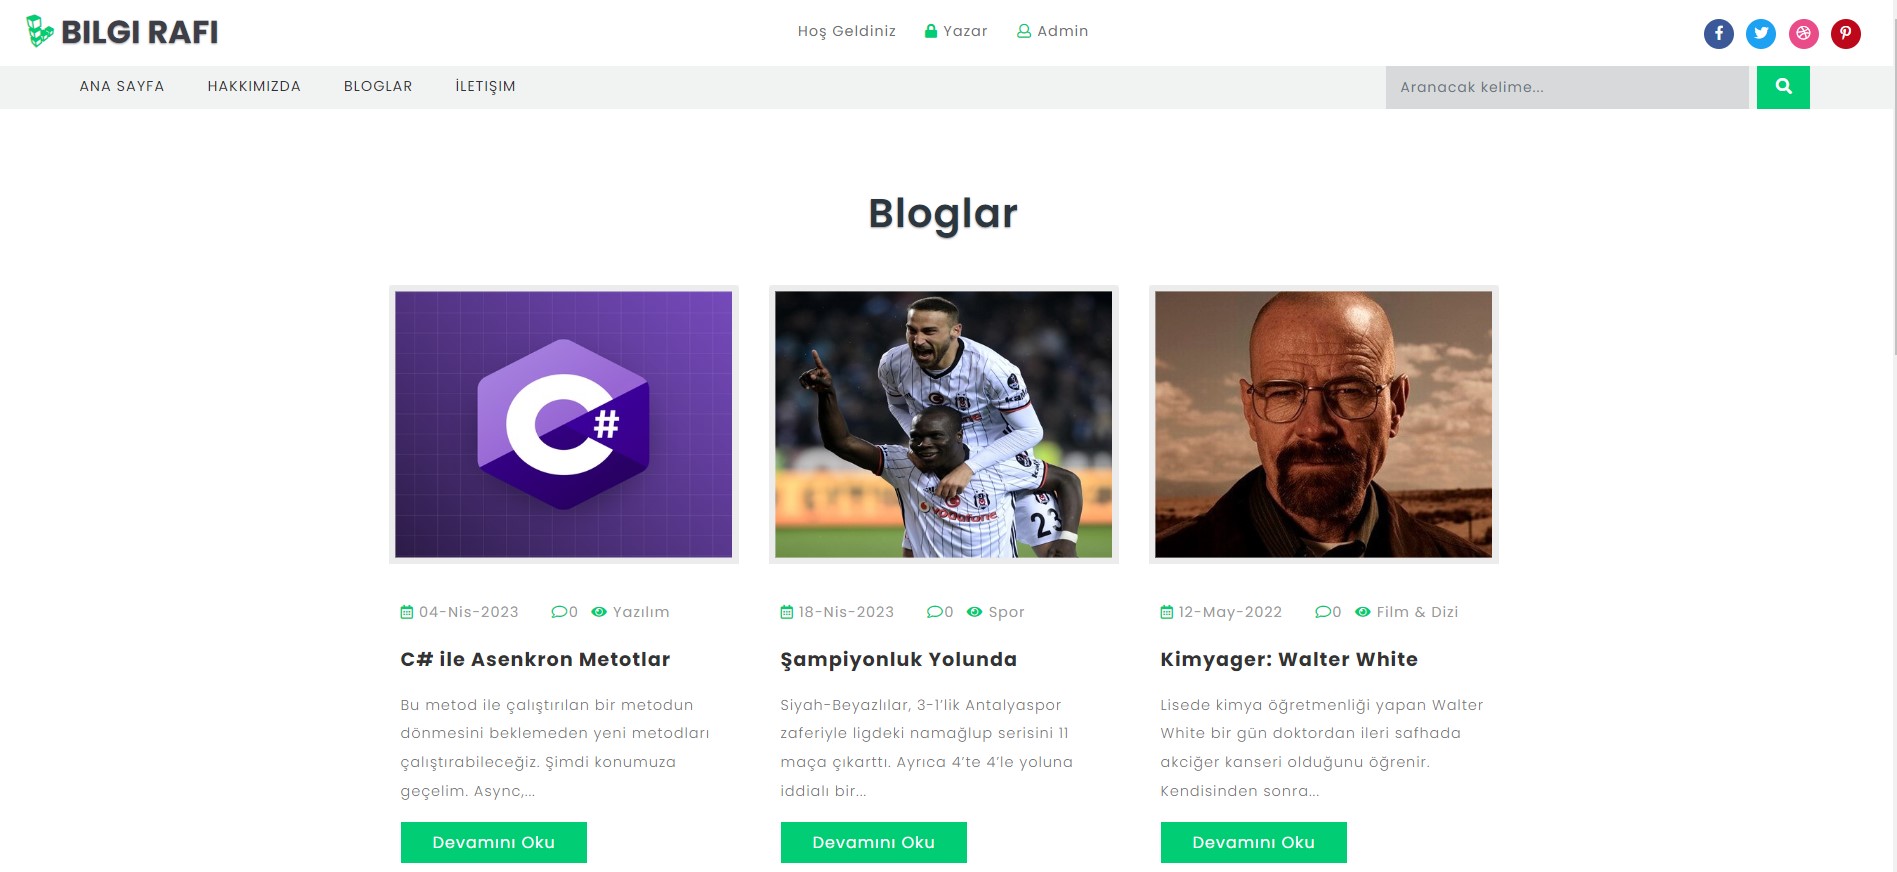 BILGI RAFI
Hoş Geldiniz Yazar Admin
ANA SAYFA HAKKIMIZDA BLOGLAR İLETIŞIM
Aranacak kelime...
Bloglar
C#
vodafone
23
04-Nis-2023 0 Yazılım
C# ile Asenkron Metotlar
Bu metod ile çalıştırılan bir metodun
dönmesini beklemeden yeni metodları
çalıştırabileceğiz. Şimdi konumuza
geçelim. Async,...
Devamını Oku
18-Nis-2023 0 Spor
Şampiyonluk Yolunda
Siyah-Beyazlılar, 3-1’lik Antalyaspor
zaferiyle ligdeki namağlup serisini 11
maça çıkarttı. Ayrıca 4’te 4’le yoluna
iddialı bir...
Devamını Oku
12-May-2022 0 Film & Dizi
Kimyager: Walter White
Lisede kimya öğretmenliği yapan Walter
White bir gün doktordan ileri safhada
akciğer kanseri olduğunu öğrenir.
Kendisinden sonra...
Devamını Oku